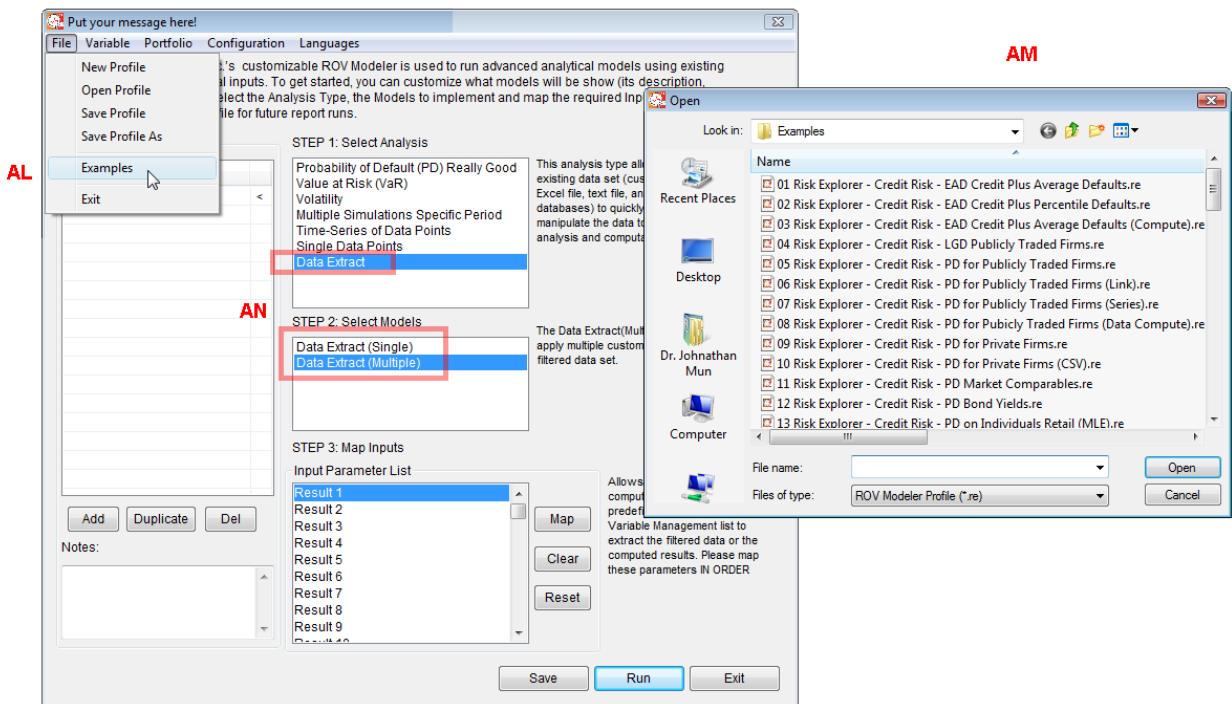 Put your message here!
File Variable Portfolio Configuration Languages
New Profile
Open Profile
Save Profile
Save Profile As
Examples
Exit
AL
.'s customizable ROV Modeler is used to run advanced analytical models using existing
al inputs. To get started, you can customize what models will be show (its description,
elect the Analysis Type, the Models to implement and map the required Inp
ile for future report runs.
<
STEP 1: Select Analysis
Probability of Default (PD) Really Good
Value at Risk (VaR)
Volatility
Multiple Simulations Specific Period
Time-Series of Data Points
Single Data Points
Data Extract
This analysis type all
existing data set (cus
Excel file, text file, an
databases) to quickly
manipulate the data to
analysis and computa
AN
STEP 2: Select Models
Data Extract (Single)
Data Extract (Multiple)
The Data Extract(Mult
apply multiple custom
filtered data set.
STEP 3: Map Inputs
Input Parameter List
Result 1
Result 2
Result 3
Result 4
Result 5
Result 6
Result 7
Result 8
Result 9
Result 10
Map
Clear
Reset
Allows
comput
predefi
Variable Management list to
extract the filtered data or the
computed results. Please map
these parameters IN ORDER
Add Duplicate Del
Notes:
Save Run Exit
AM
Open
Look in: Examples
Recent Places
Desktop
Dr. Johnathan
Mun
Computer
Name
01 Risk Explorer - Credit Risk - EAD Credit Plus Average Defaults.re
02 Risk Explorer - Credit Risk - EAD Credit Plus Percentile Defaults.re
03 Risk Explorer - Credit Risk - EAD Credit Plus Average Defaults (Compute).re
04 Risk Explorer - Credit Risk - LGD Publicly Traded Firms.re
05 Risk Explorer - Credit Risk - PD for Publicly Traded Firms.re
06 Risk Explorer - Credit Risk - PD for Publicly Traded Firms (Link).re
07 Risk Explorer - Credit Risk - PD for Publicly Traded Firms (Series).re
08 Risk Explorer - Credit Risk - PD for Pubicly Traded Firms (Data Compute).re
09 Risk Explorer - Credit Risk - PD for Private Firms.re
10 Risk Explorer - Credit Risk - PD for Private Firms (CSV).re
11 Risk Explorer - Credit Risk - PD Market Comparables.re
12 Risk Explorer - Credit Risk - PD Bond Yields.re
13 Risk Explorer - Credit Risk - PD on Individuals Retail (MLE).re
File name:
Files of type: ROV Modeler Profile (*.re)
Open
Cancel